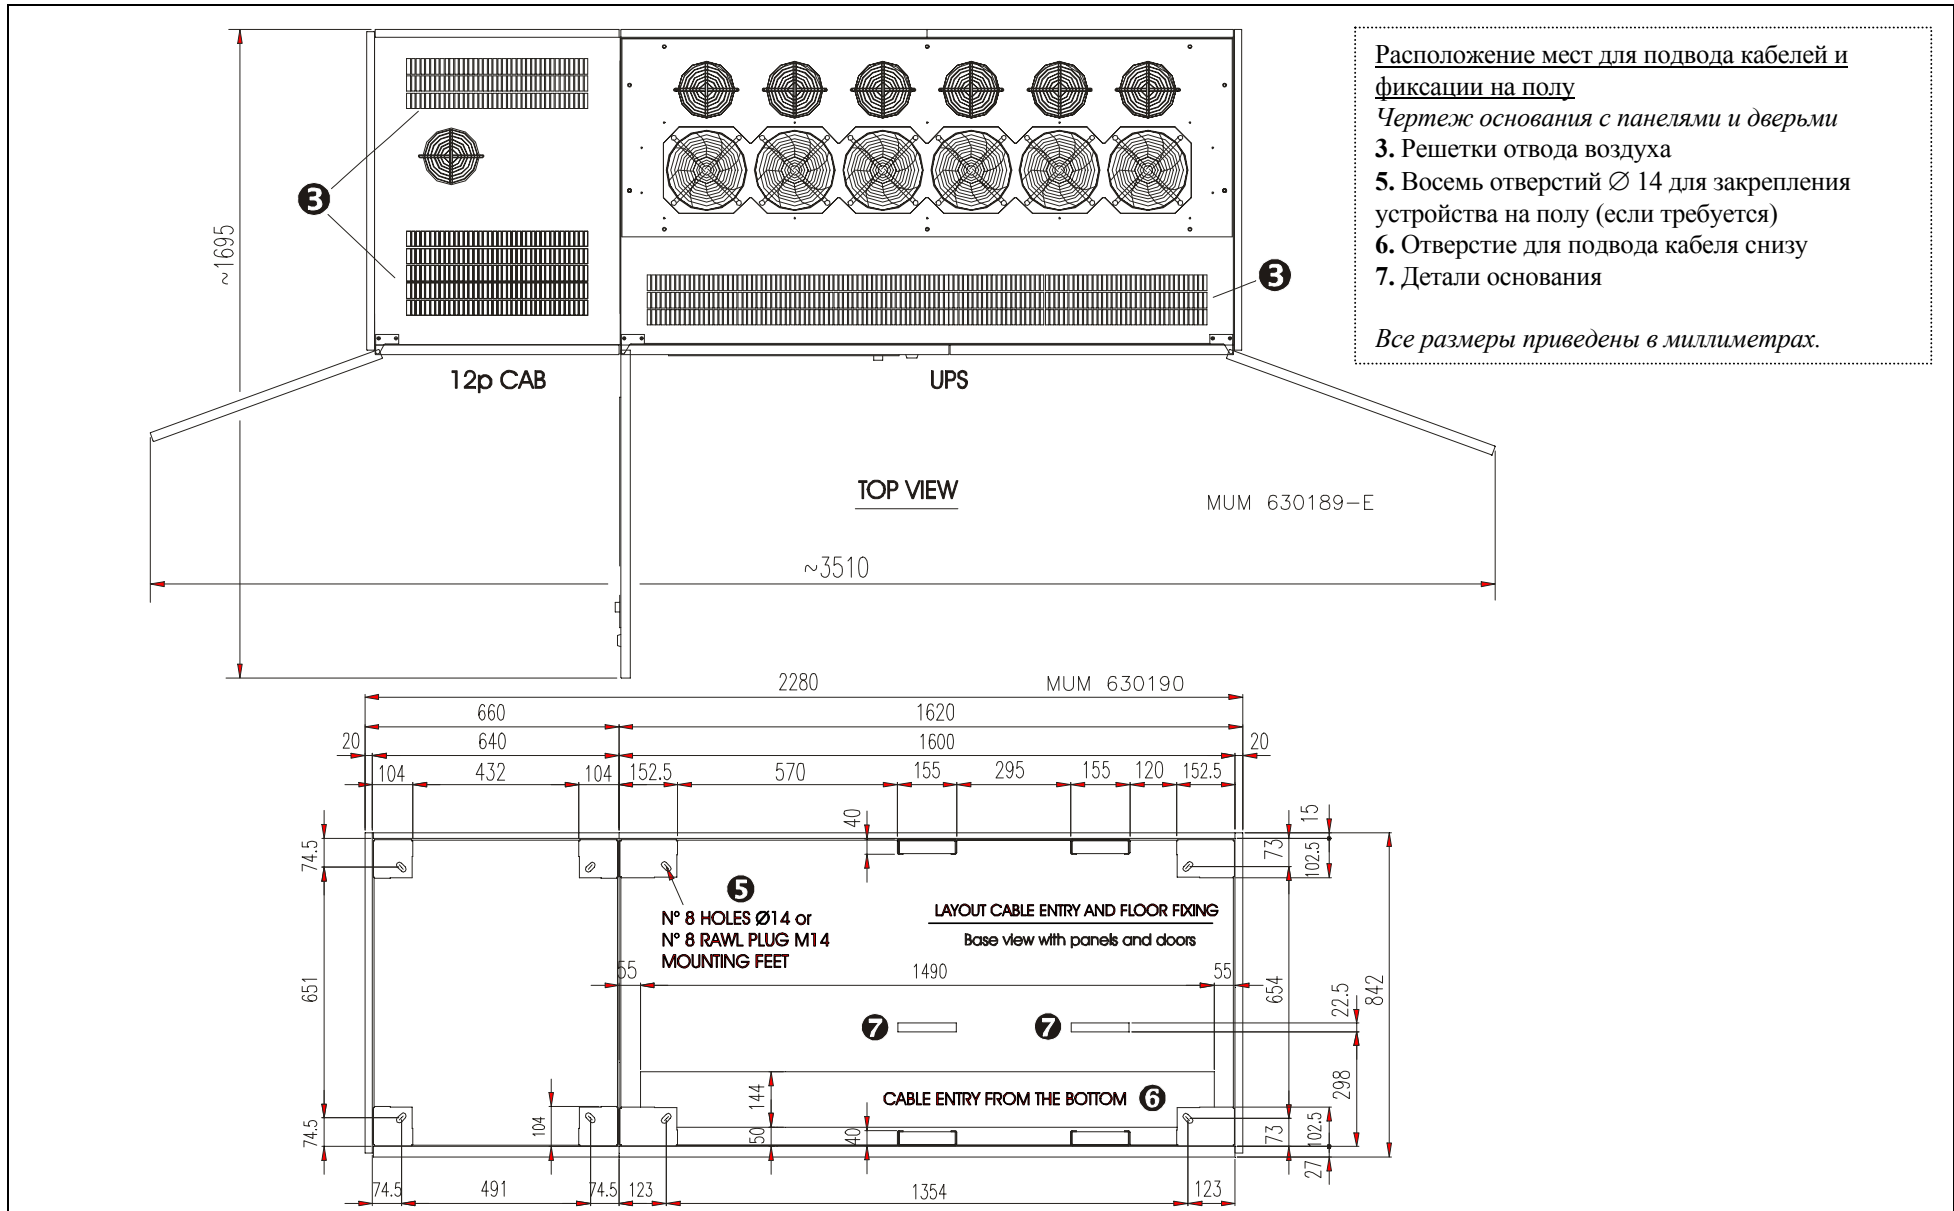 Расположение мест для подвода кабелей и
фиксации на полу
Чертеж основания с панелями и дверьми
3. Решетки отвода воздуха
5. Восемь отверстий ∅ 14 для закрепления
устройства на полу (если требуется)
6. Отверстие для подвода кабеля снизу
7. Детали основания
Все размеры приведены в миллиметрах.
3
3
~1695
12p CAB
UPS
TOP VIEW
MUM 630189-E
~3510
2280
MUM 630190
660
1620
20
640
1600
20
104
432
104
152.5
570
155
295
155
120
152.5
40
15
74.5
73
102.5
5
N° 8 HOLES Ø14 or
N° 8 RAWL PLUG M14
MOUNTING FEET
LAYOUT CABLE ENTRY AND FLOOR FIXING
Base view with panels and doors
55
1490
55
651
654
22.5
842
7
7
298
144
CABLE ENTRY FROM THE BOTTOM 6
74.5
104
50
40
73
102.5
27
74.5
491
74.5
123
1354
123